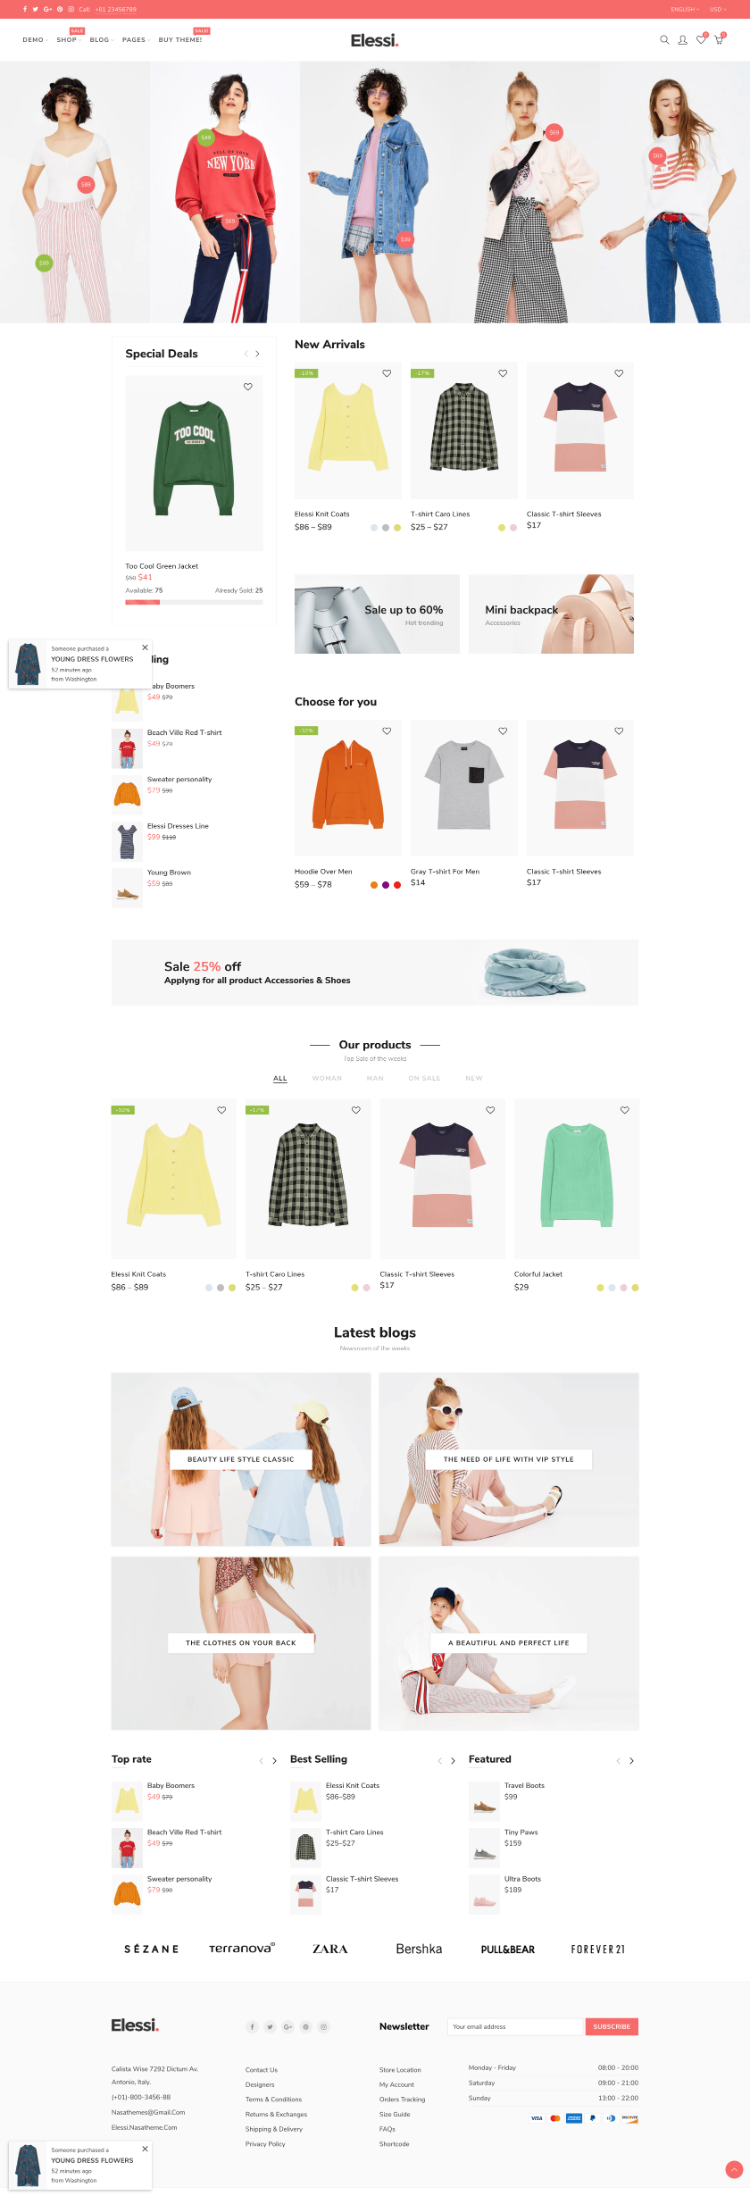 Call: +01 23456789
ENGLISH
USD
SALE
SALE!
DEMO
SHOP
BLOG
PAGES
BUY THEME!
Elessi.
0
0
$89
$99
$49
NEW YORK
$69
$39
$69
Special Deals
TOO COOL
Too Cool Green Jacket
$50 $41
Available: 75
Already Sold: 25
New Arrivals
Elessi Knit Coats
$86 – $89
T-shirt Caro Lines
$25 – $27
Classic T-shirt Sleeves
$17
Sale up to 60%
Hot trending
Mini backpack
Accessories
Someone purchased a
YOUNG DRESS FLOWERS
52 minutes ago
from Washington
ling
aby Boomers
$49 $79
Beach Ville Red T-shirt
$49 $79
Sweater personality
$79 $90
Elessi Dresses Line
$99 $110
Young Brown
$59 $89
Choose for you
Hoodie Over Men
$59 – $78
Gray T-shirt For Men
$14
Classic T-shirt Sleeves
$17
Sale 25% off
Applyng for all product Accessories & Shoes
Our products
Top Sale of the weeks
ALL
WOMAN
MAN
ON SALE
NEW
Elessi Knit Coats
$86 – $89
T-shirt Caro Lines
$25 – $27
Classic T-shirt Sleeves
$17
Colorful Jacket
$29
Latest blogs
Newsroom of the weeks
BEAUTY LIFE STYLE CLASSIC
THE NEED OF LIFE WITH VIP STYLE
THE CLOTHES ON YOUR BACK
A BEAUTIFUL AND PERFECT LIFE
Top rate
Baby Boomers
$49 $79
Beach Ville Red T-shirt
$49 $79
Sweater personality
$79 $90
Best Selling
Elessi Knit Coats
$86–$89
T-shirt Caro Lines
$25–$27
Classic T-shirt Sleeves
$17
Featured
Travel Boots
$99
Tiny Paws
$159
Ultra Boots
$189
SÉZANE
Terranova
ZARA
Bershka
PULL&BEAR
FOREVER 21
Elessi.
Newsletter
Your email address
SUBSCRIBE
Calista Wise 7292 Dictum Av.
Antonio, Italy.
(+01)-800-3456-88
Nasathemes@Gmail.Com
Elessi.Nasatheme.Com
Contact Us
Designers
Terms & Conditions
Returns & Exchanges
Shipping & Delivery
Privacy Policy
Store Location
My Account
Orders Tracking
Size Guide
FAQs
Shortcode
Monday - Friday
08:00 - 20:00
Saturday
09:00 - 21:00
Sunday
13:00 - 22:00
VISA
DISCOVER
Someone purchased a
YOUNG DRESS FLOWERS
52 minutes ago
from Washington